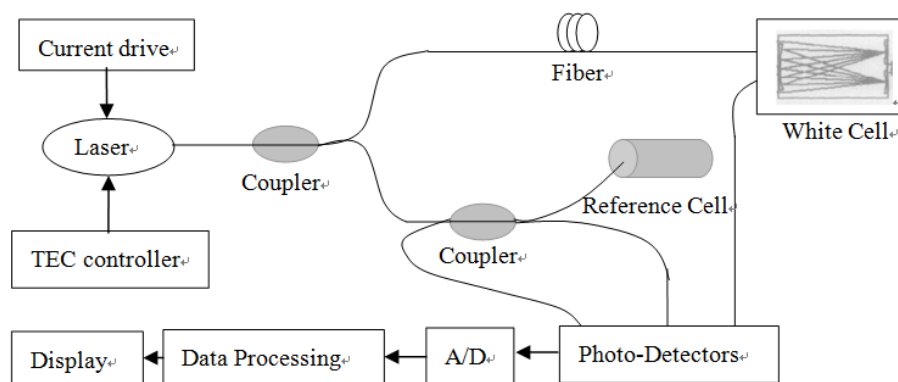 Current drive
Fiber
White Cell
Laser
Coupler
Reference Cell
Coupler
TEC controller
Display
Data Processing
A/D
Photo-Detectors